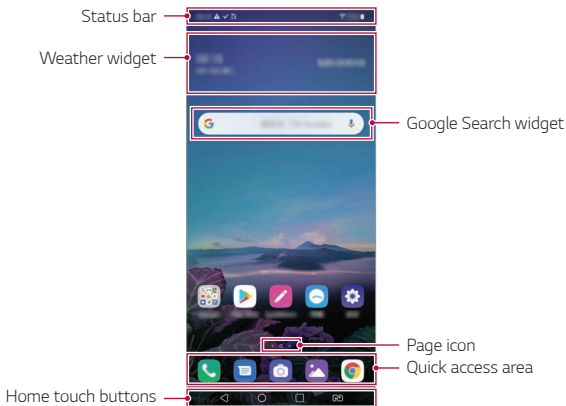 Status bar
Weather widget
Google Search widget
Page icon
Quick access area
Home touch buttons